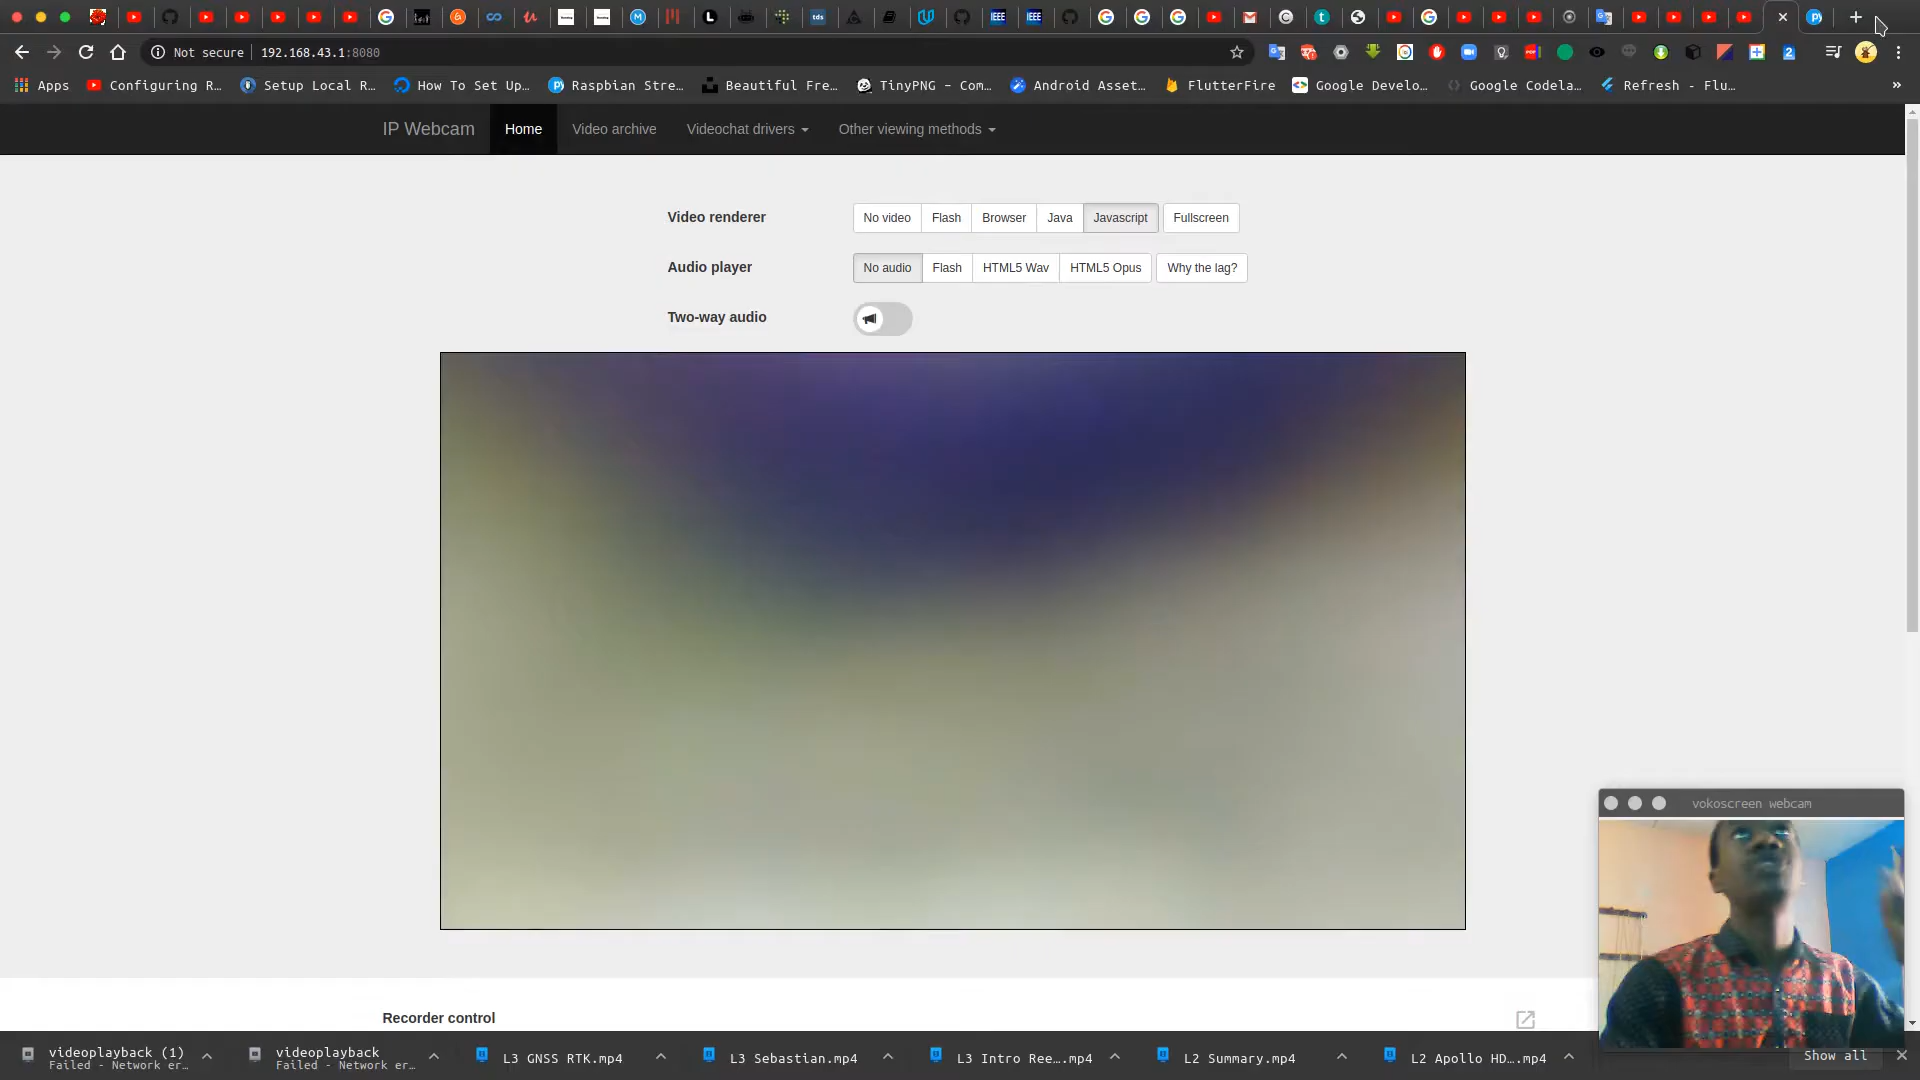 Not secure 192.168.43.1:8080
Apps Configuring R... Setup Local R... How To Set Up... Raspbian Stre... Beautiful Fre... TinyPNG – Com... Android Asset... FlutterFire Google Develo... Google Codela... Refresh - Flu... »
IP Webcam Home Video archive Videochat drivers Other viewing methods
Video renderer No video Flash Browser Java Javascript Fullscreen
Audio player No audio Flash HTML5 Wav HTML5 Opus Why the lag?
Two-way audio
vokoscreen webcam
Recorder control
videoplayback (1)
Failed - Network er...
videoplayback
Failed - Network er...
L3 GNSS RTK.mp4
L3 Sebastian.mp4
L3 Intro Ree....mp4
L2 Summary.mp4
L2 Apollo HD....mp4
Show all